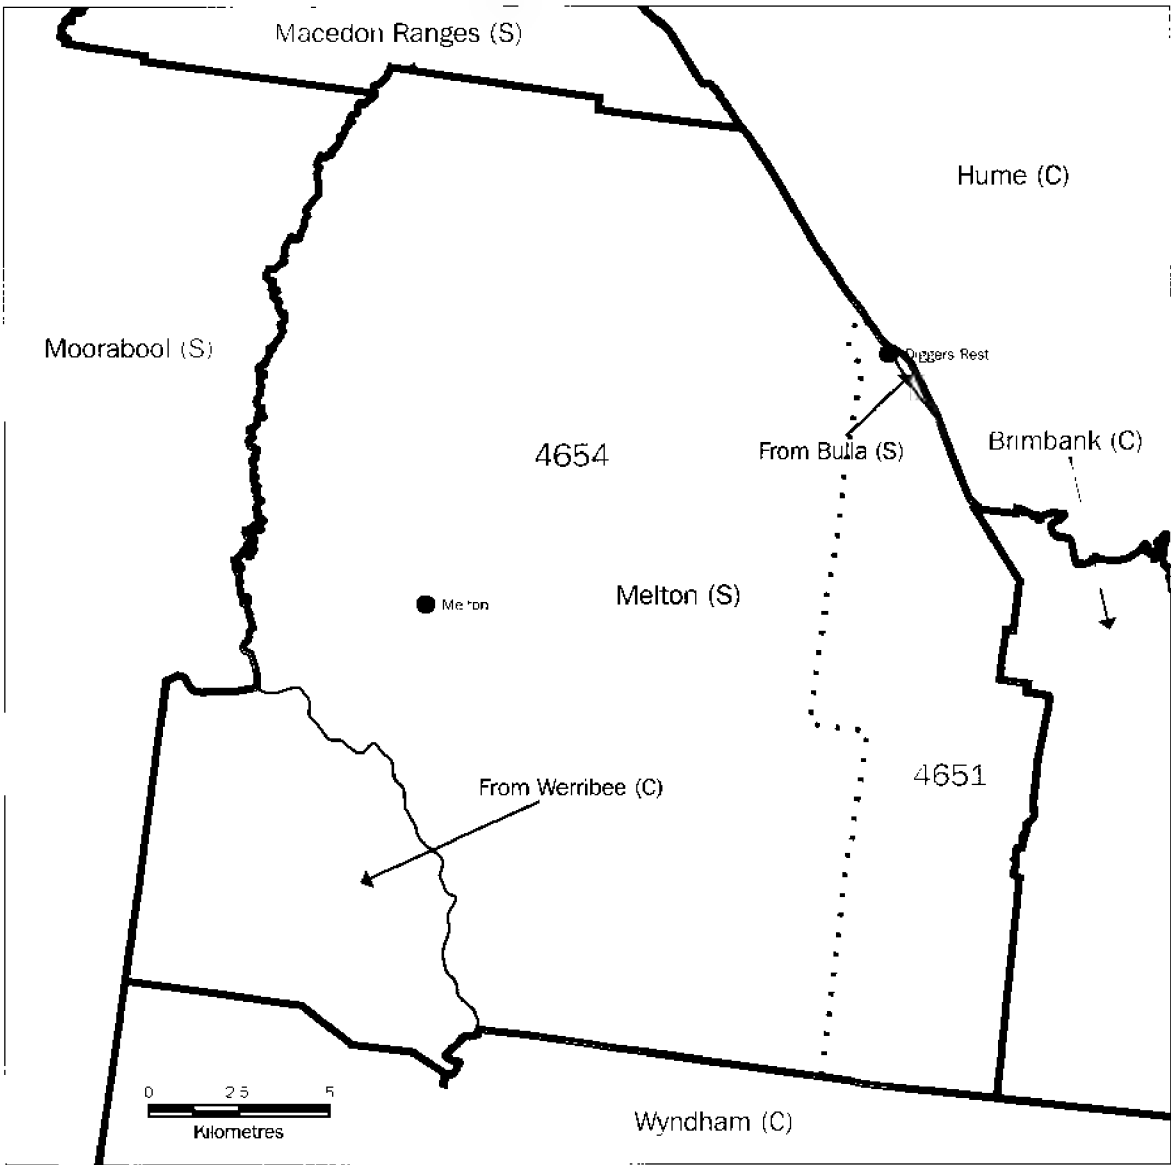 Macedon Ranges (S)
Hume (C)
Moorabool (S)
Diggers Rest
4654
From Bulla (S)
Brimbank (C)
Melton (S)
Melton
4651
From Werribee (C)
0 2.5 5
Kilometres
Wyndham (C)